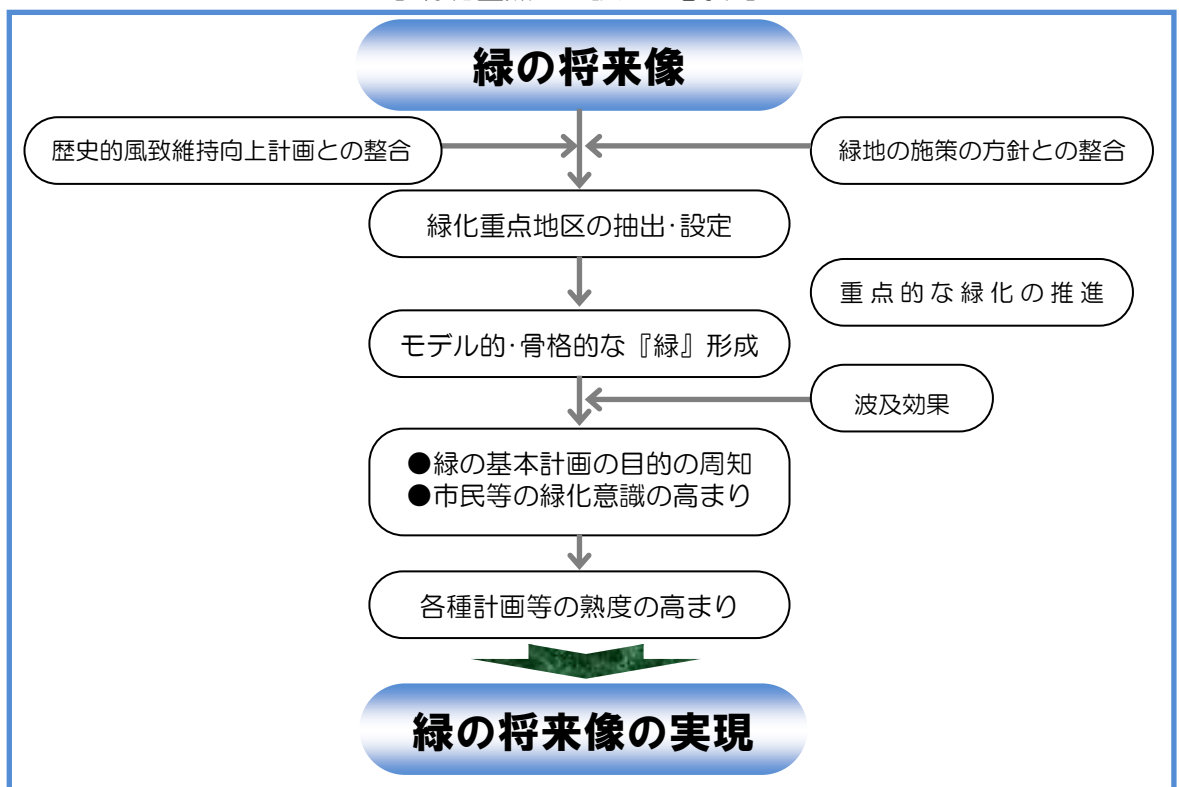 緑の将来像
歴史的風致維持向上計画との整合
緑地の施策の方針との整合
緑化重点地区の抽出・設定
重点的な緑化の推進
モデル的・骨格的な『緑』形成
波及効果
●緑の基本計画の目的の周知
●市民等の緑化意識の高まり
各種計画等の熟度の高まり
緑の将来像の実現